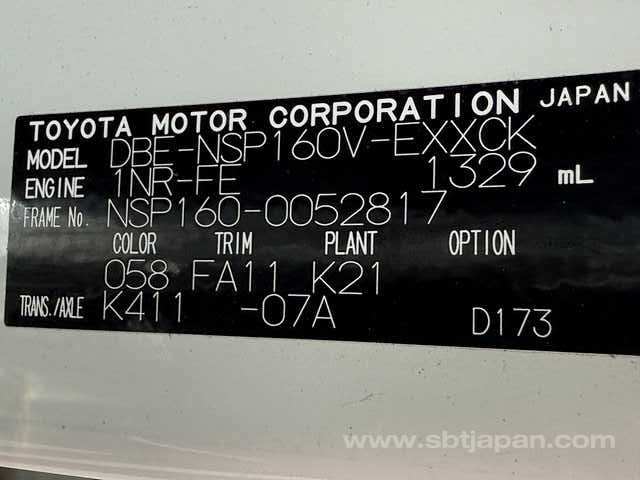 TOYOTA MOTOR CORPORATION JAPAN
MODEL DBE-NSP160V-EXXCK
ENGINE 1NR-FE 1329 mL
FRAME No. NSP160-0052817
COLOR TRIM PLANT OPTION
058 FA11 K21
TRANS./AXLE K411 -07A D173
www.sbtjapan.com